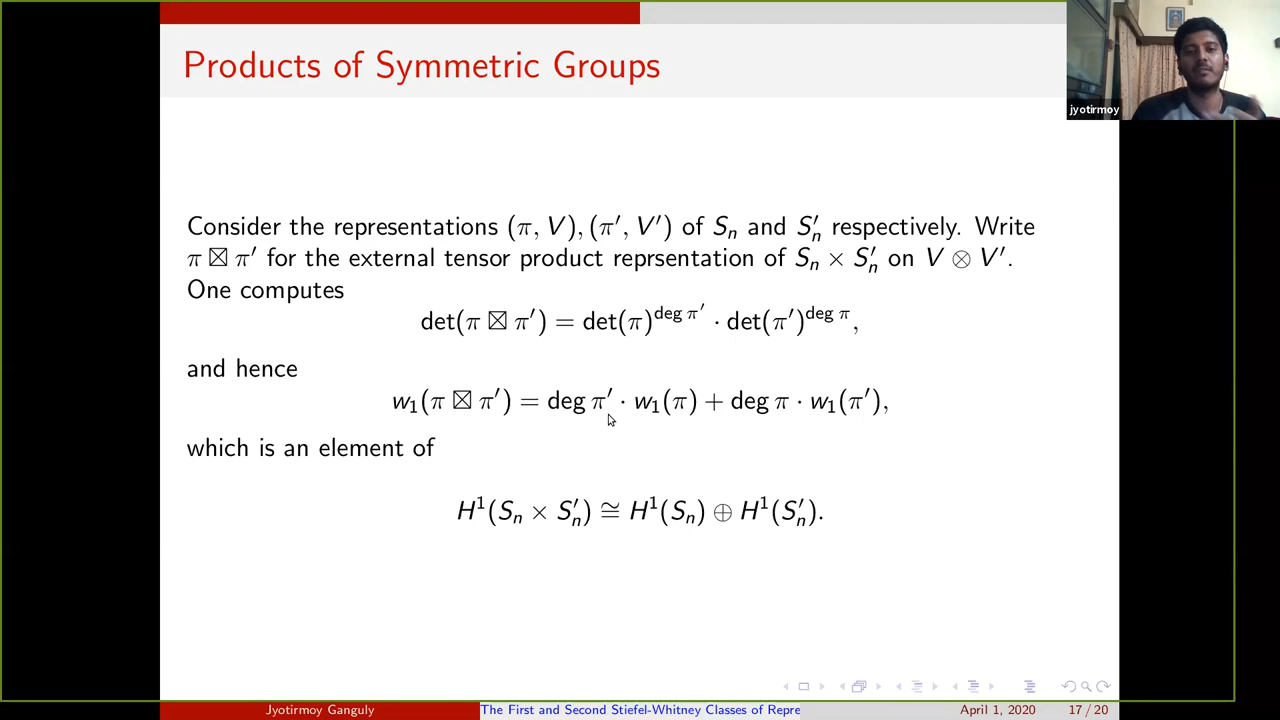 Products of Symmetric Groups
jyotirmoy
Consider the representations (π, V), (π′, V′) of Sₙ and S′ₙ respectively. Write
π ⊠ π′ for the external tensor product reprsentation of Sₙ × S′ₙ on V ⊗ V′.
One computes
det(π ⊠ π′) = det(π)^{deg π′} · det(π′)^{deg π},
and hence
w₁(π ⊠ π′) = deg π′ · w₁(π) + deg π · w₁(π′),
which is an element of
H¹(Sₙ × S′ₙ) ≅ H¹(Sₙ) ⊕ H¹(S′ₙ).
Jyotirmoy Ganguly The First and Second Stiefel-Whitney Classes of Repre April 1, 2020 17 / 20